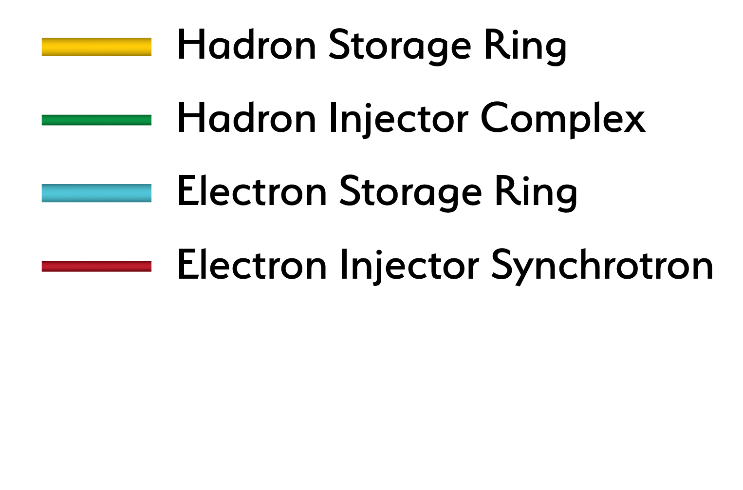 Hadron Storage Ring
Hadron Injector Complex
Electron Storage Ring
Electron Injector Synchrotron